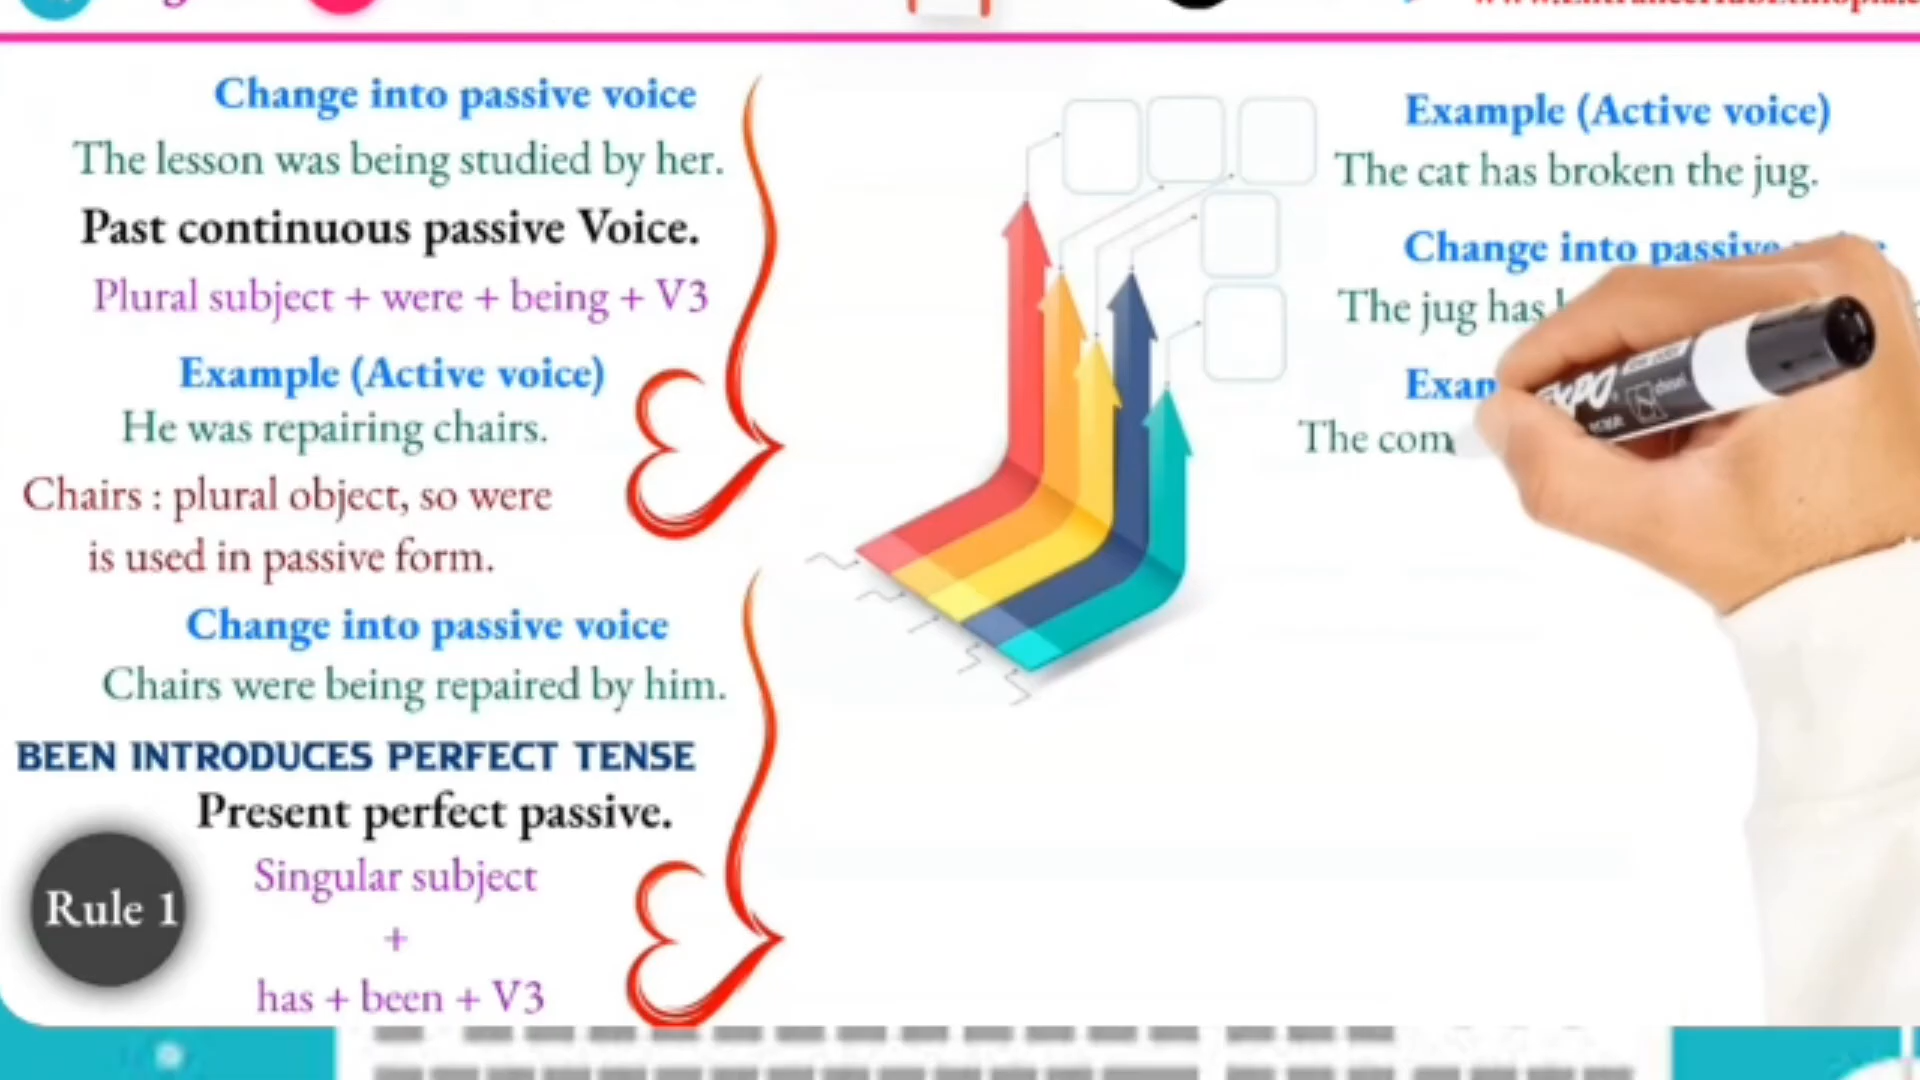 Change into passive voice
The lesson was being studied by her.
Past continuous passive Voice.
Plural subject + were + being + V3
Example (Active voice)
He was repairing chairs.
Chairs : plural object, so were
is used in passive form.
Change into passive voice
Chairs were being repaired by him.
BEEN INTRODUCES PERFECT TENSE
Present perfect passive.
Rule 1
Singular subject
+
has + been + V3
Example (Active voice)
The cat has broken the jug.
Change into passive
The jug has
Exam
The com
EXPO